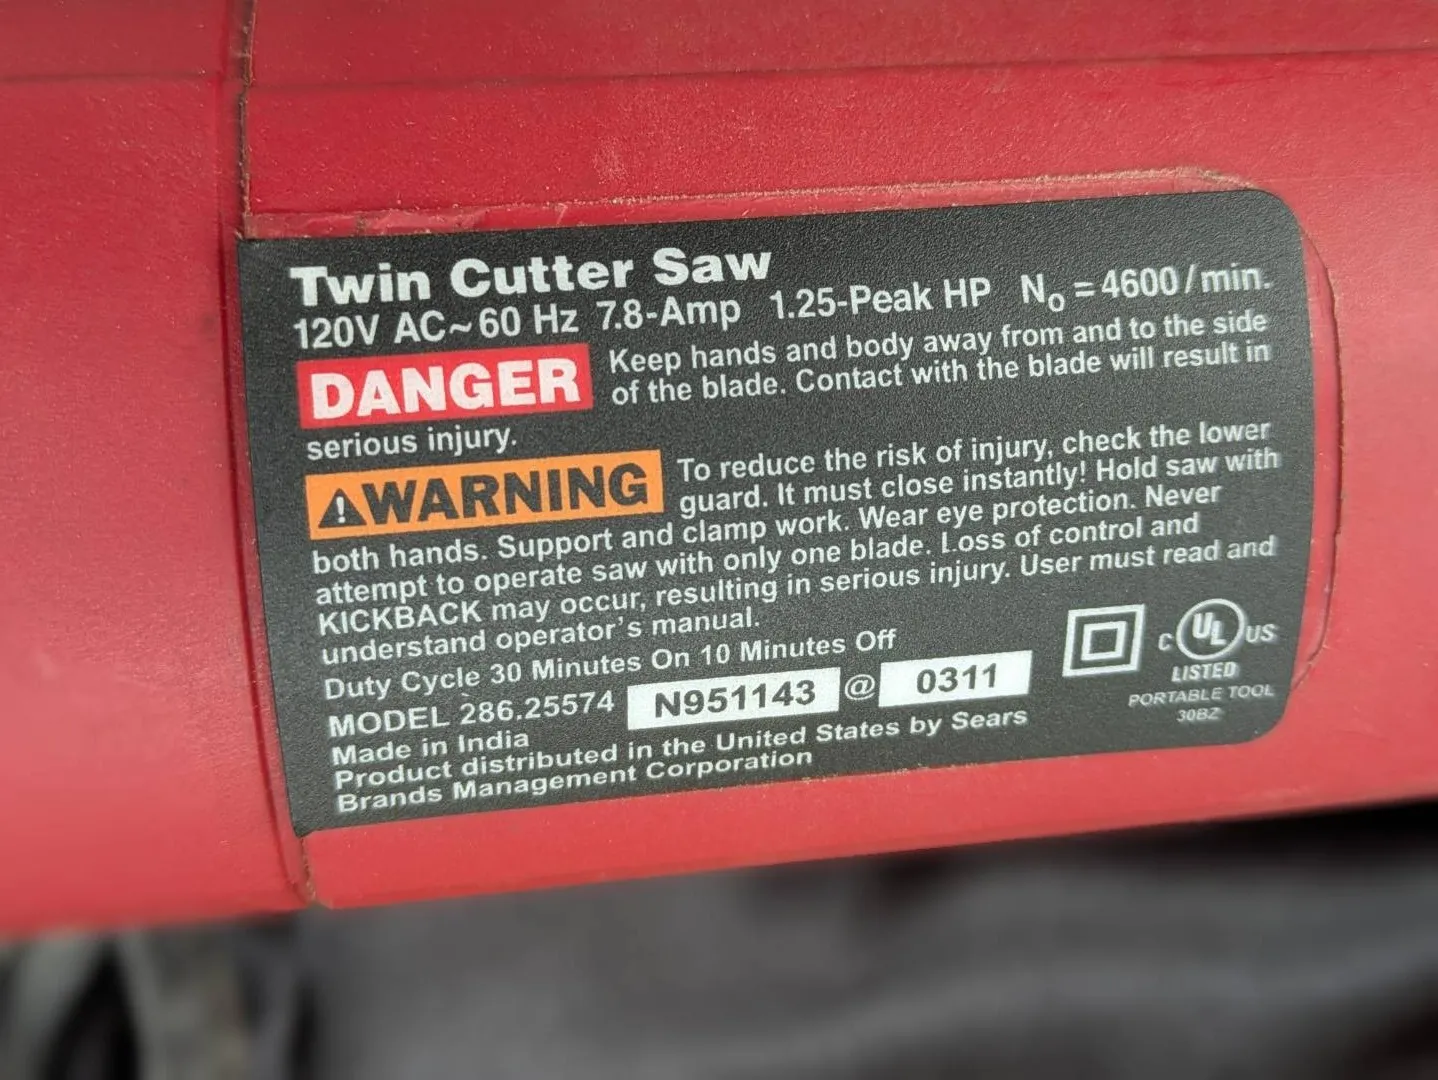 Twin Cutter Saw
120V AC~60 Hz 7.8-Amp 1.25-Peak HP No = 4600/min.
DANGER Keep hands and body away from and to the side
of the blade. Contact with the blade will result in
serious injury.
⚠WARNING To reduce the risk of injury, check the lower
guard. It must close instantly! Hold saw with
both hands. Support and clamp work. Wear eye protection. Never
attempt to operate saw with only one blade. Loss of control and
KICKBACK may occur, resulting in serious injury. User must read and
understand operator's manual.
Duty Cycle 30 Minutes On 10 Minutes Off
MODEL 286.25574 N951143 @ 0311
Made in India
Product distributed in the United States by Sears
Brands Management Corporation
C UL US
LISTED
PORTABLE TOOL
30BZ